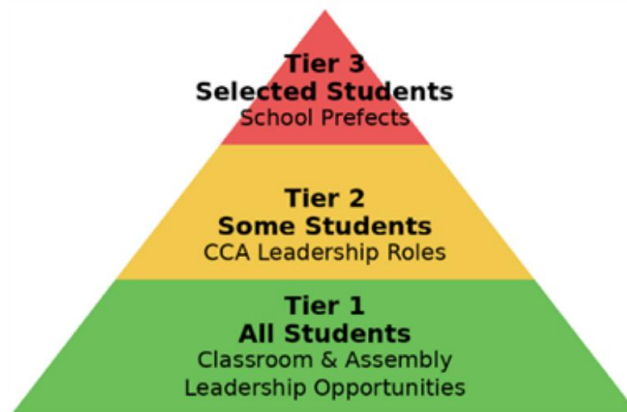 Tier 3
Selected Students
School Prefects
Tier 2
Some Students
CCA Leadership Roles
Tier 1
All Students
Classroom & Assembly
Leadership Opportunities